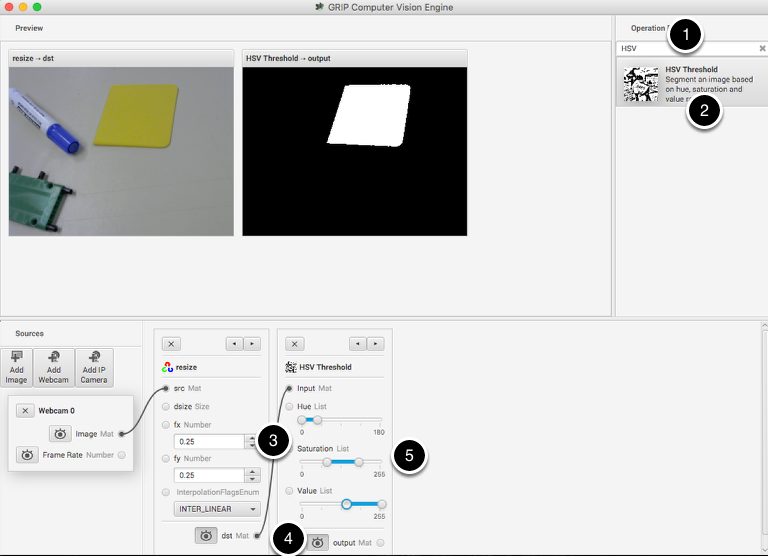 GRIP Computer Vision Engine
Preview
Operation
1
resize → dst
HSV Threshold → output
HSV
HSV Threshold
Segment an image based
on hue, saturation and
value
2
Sources
Add
Image
Add
Webcam
Add IP
Camera
Webcam 0
Image Mat
Frame Rate Number
resize
src Mat
dsize Size
fx Number
0.25
3
fy Number
0.25
InterpolationFlagsEnum
INTER_LINEAR
dst Mat
4
HSV Threshold
Input Mat
Hue List
0 180
Saturation List
0 255
5
Value List
0 255
output Mat